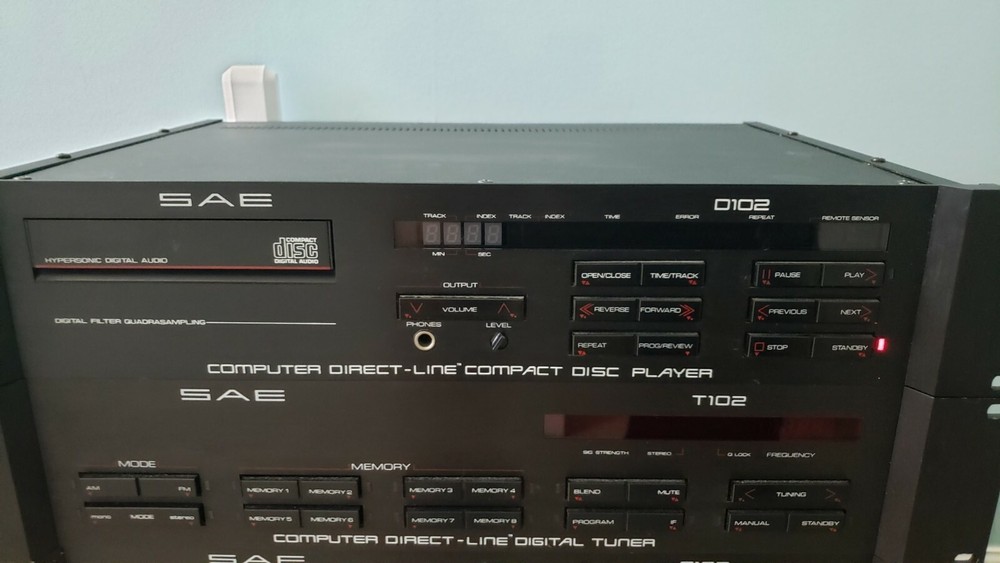 SAE
D102
TRACK INDEX TRACK INDEX TIME ERROR REPEAT REMOTE SENSOR
8888
MIN SEC
COMPACT
disc
DIGITAL AUDIO
HYPERSONIC DIGITAL AUDIO
OPEN/CLOSE TIME/TRACK
PAUSE PLAY
OUTPUT
VOLUME
REVERSE FORWARD
PREVIOUS NEXT
DIGITAL FILTER QUADRASAMPLING
PHONES LEVEL
REPEAT PROG/REVIEW
STOP STANDBY
COMPUTER DIRECT-LINE™ COMPACT DISC PLAYER
SAE
T102
SIG STRENGTH STEREO Q LOCK FREQUENCY
MODE
MEMORY
AM FM
MEMORY 1 MEMORY 2
MEMORY 3 MEMORY 4
BLEND MUTE
TUNING
mono MODE stereo
MEMORY 5 MEMORY 6
MEMORY 7 MEMORY 8
PROGRAM IF
MANUAL STANDBY
COMPUTER DIRECT-LINE™ DIGITAL TUNER
SAE